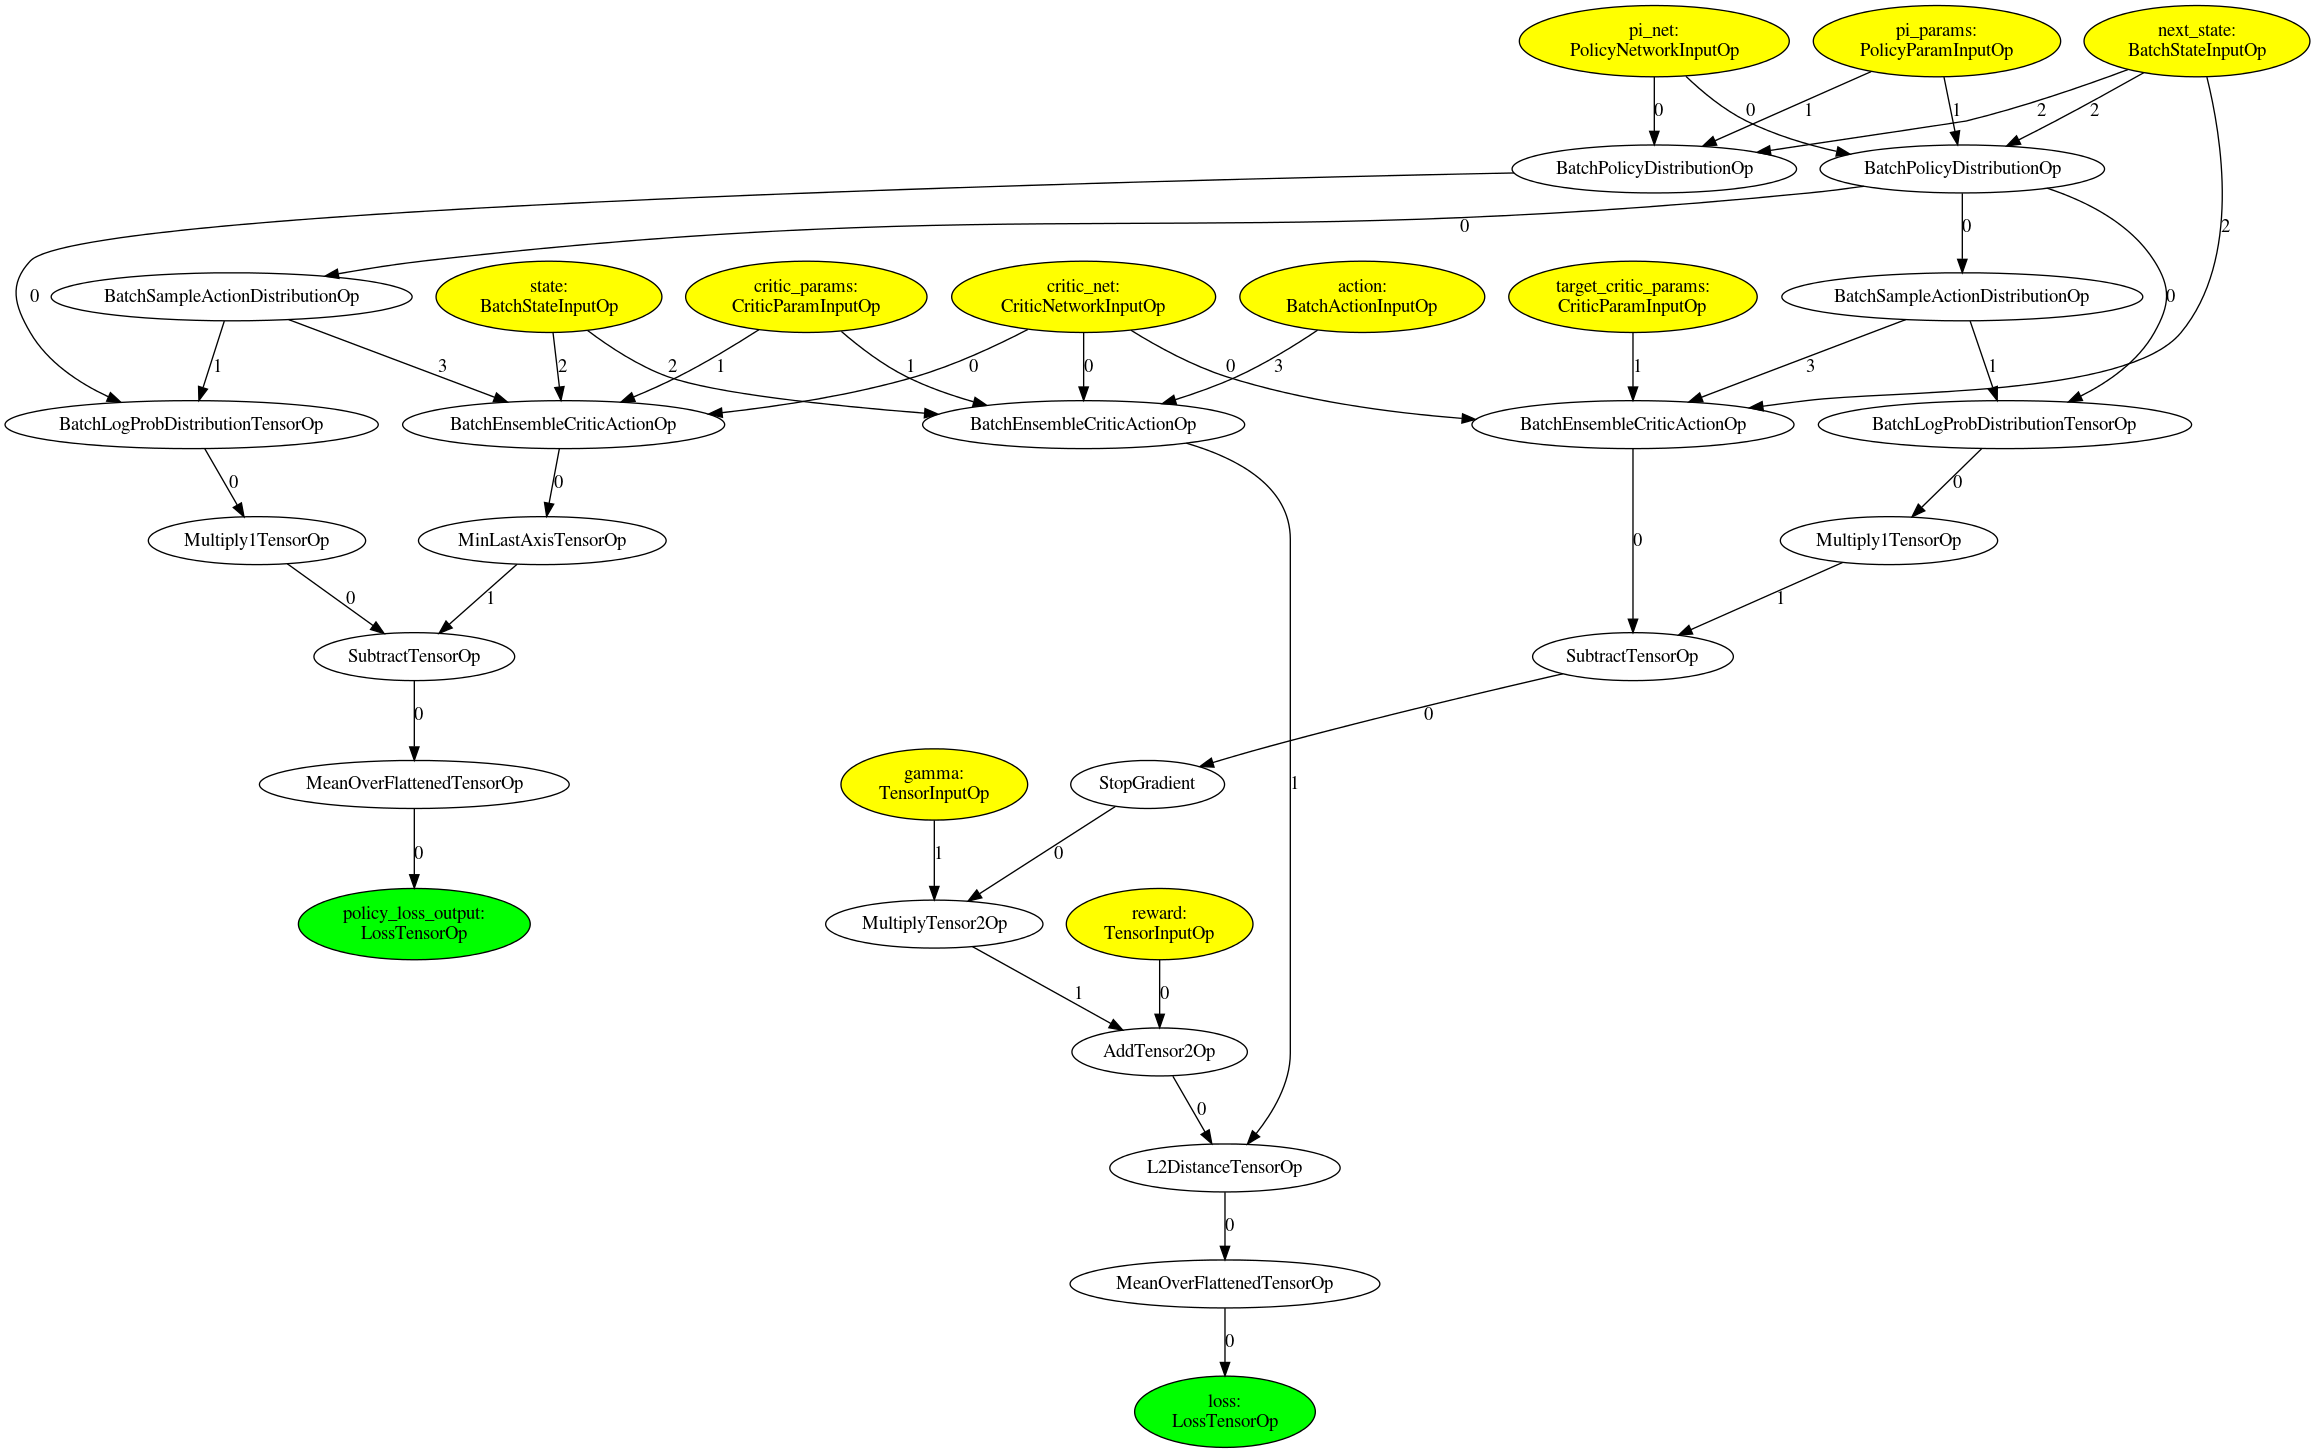 pi_net:
PolicyNetworkInputOp
pi_params:
PolicyParamInputOp
next_state:
BatchStateInputOp
0
0
1
1
2
2
BatchPolicyDistributionOp
BatchPolicyDistributionOp
0
0
2
0
BatchSampleActionDistributionOp
state:
BatchStateInputOp
critic_params:
CriticParamInputOp
critic_net:
CriticNetworkInputOp
action:
BatchActionInputOp
target_critic_params:
CriticParamInputOp
BatchSampleActionDistributionOp
0
1
3
2
2
1
1
0
0
0
3
1
3
1
BatchLogProbDistributionTensorOp
BatchEnsembleCriticActionOp
BatchEnsembleCriticActionOp
BatchEnsembleCriticActionOp
BatchLogProbDistributionTensorOp
0
0
0
Multiply1TensorOp
MinLastAxisTensorOp
0
Multiply1TensorOp
0
1
1
SubtractTensorOp
SubtractTensorOp
0
0
MeanOverFlattenedTensorOp
gamma:
TensorInputOp
StopGradient
1
0
1
0
policy_loss_output:
LossTensorOp
MultiplyTensor2Op
reward:
TensorInputOp
1
0
AddTensor2Op
0
L2DistanceTensorOp
0
MeanOverFlattenedTensorOp
0
loss:
LossTensorOp